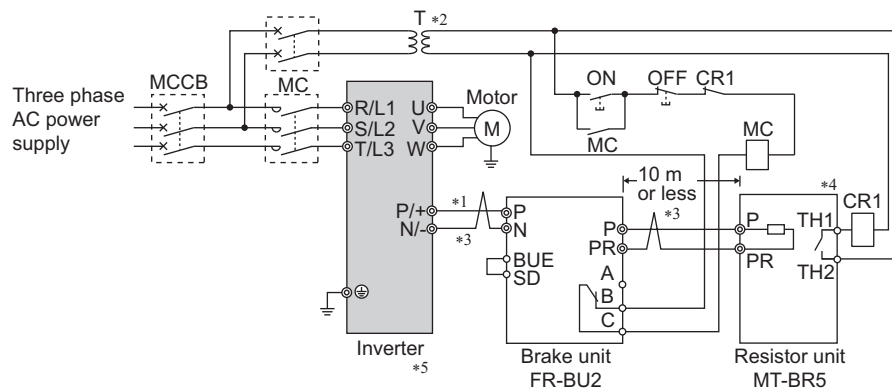 T *2
MCCB
MC
ON
OFF
CR1
Three phase
AC power
supply
R/L1
S/L2
T/L3
U
V
W
Motor
M
MC
MC
10 m
or less
*4
CR1
P/+
N/-
*1
*3
P
N
BUE
SD
P
PR
A
B
C
*3
P
PR
TH1
TH2
Inverter
*5
Brake unit
FR-BU2
Resistor unit
MT-BR5